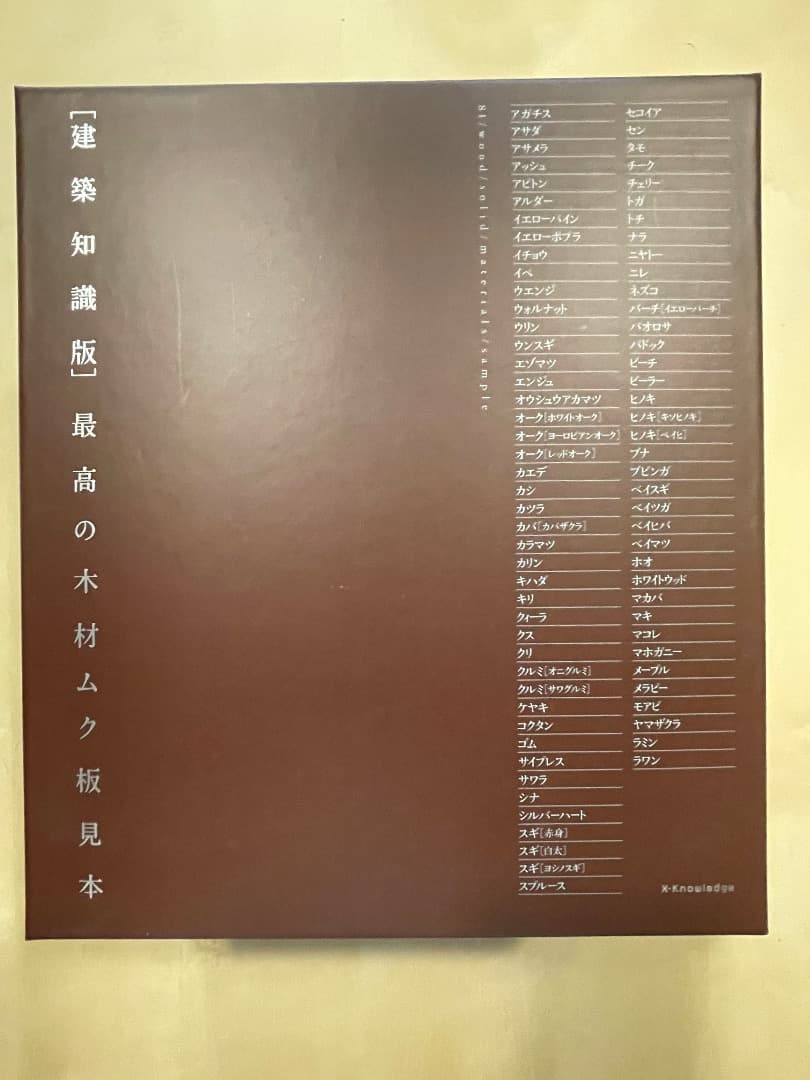 [建築知識版]最高の木材ムク板見本
81/wood/solid/materials/sample
アガチス
アサダ
アサメラ
アッシュ
アピトン
アルダー
イエローパイン
イエローポプラ
イチョウ
イペ
ウエンジ
ウォルナット
ウリン
ウンスギ
エゾマツ
エンジュ
オウシュウアカマツ
オーク[ホワイトオーク]
オーク[ヨーロピアンオーク]
オーク[レッドオーク]
カエデ
カシ
カツラ
カバ[カバザクラ]
カラマツ
カリン
キハダ
キリ
クィーラ
クス
クリ
クルミ[オニグルミ]
クルミ[サワグルミ]
ケヤキ
コクタン
ゴム
サイプレス
サワラ
シナ
シルバーハート
スギ[赤身]
スギ[白太]
スギ[ヨシノスギ]
スプルース
セコイア
セン
タモ
チーク
チェリー
トガ
トチ
ナラ
ニヤトー
ニレ
ネズコ
バーチ[イエローバーチ]
パオロサ
パドック
ビーチ
ピーラー
ヒノキ
ヒノキ[キソヒノキ]
ヒノキ[ベイヒ]
ブナ
ブビンガ
ベイスギ
ベイツガ
ベイヒバ
ベイマツ
ホオ
ホワイトウッド
マカバ
マキ
マコレ
マホガニー
メープル
メラピー
モアビ
ヤマザクラ
ラミン
ラワン
X-Knowledge